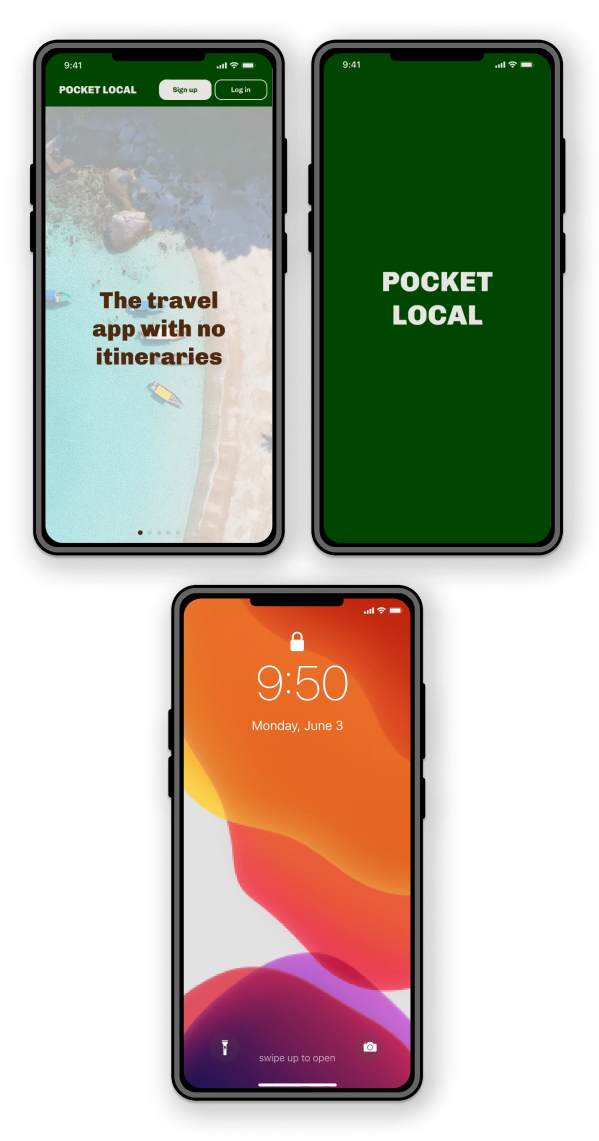 9:41
POCKET LOCAL
Sign up
Log in
The travel
app with no
itineraries
9:41
POCKET
LOCAL
9:50
Monday, June 3
swipe up to open